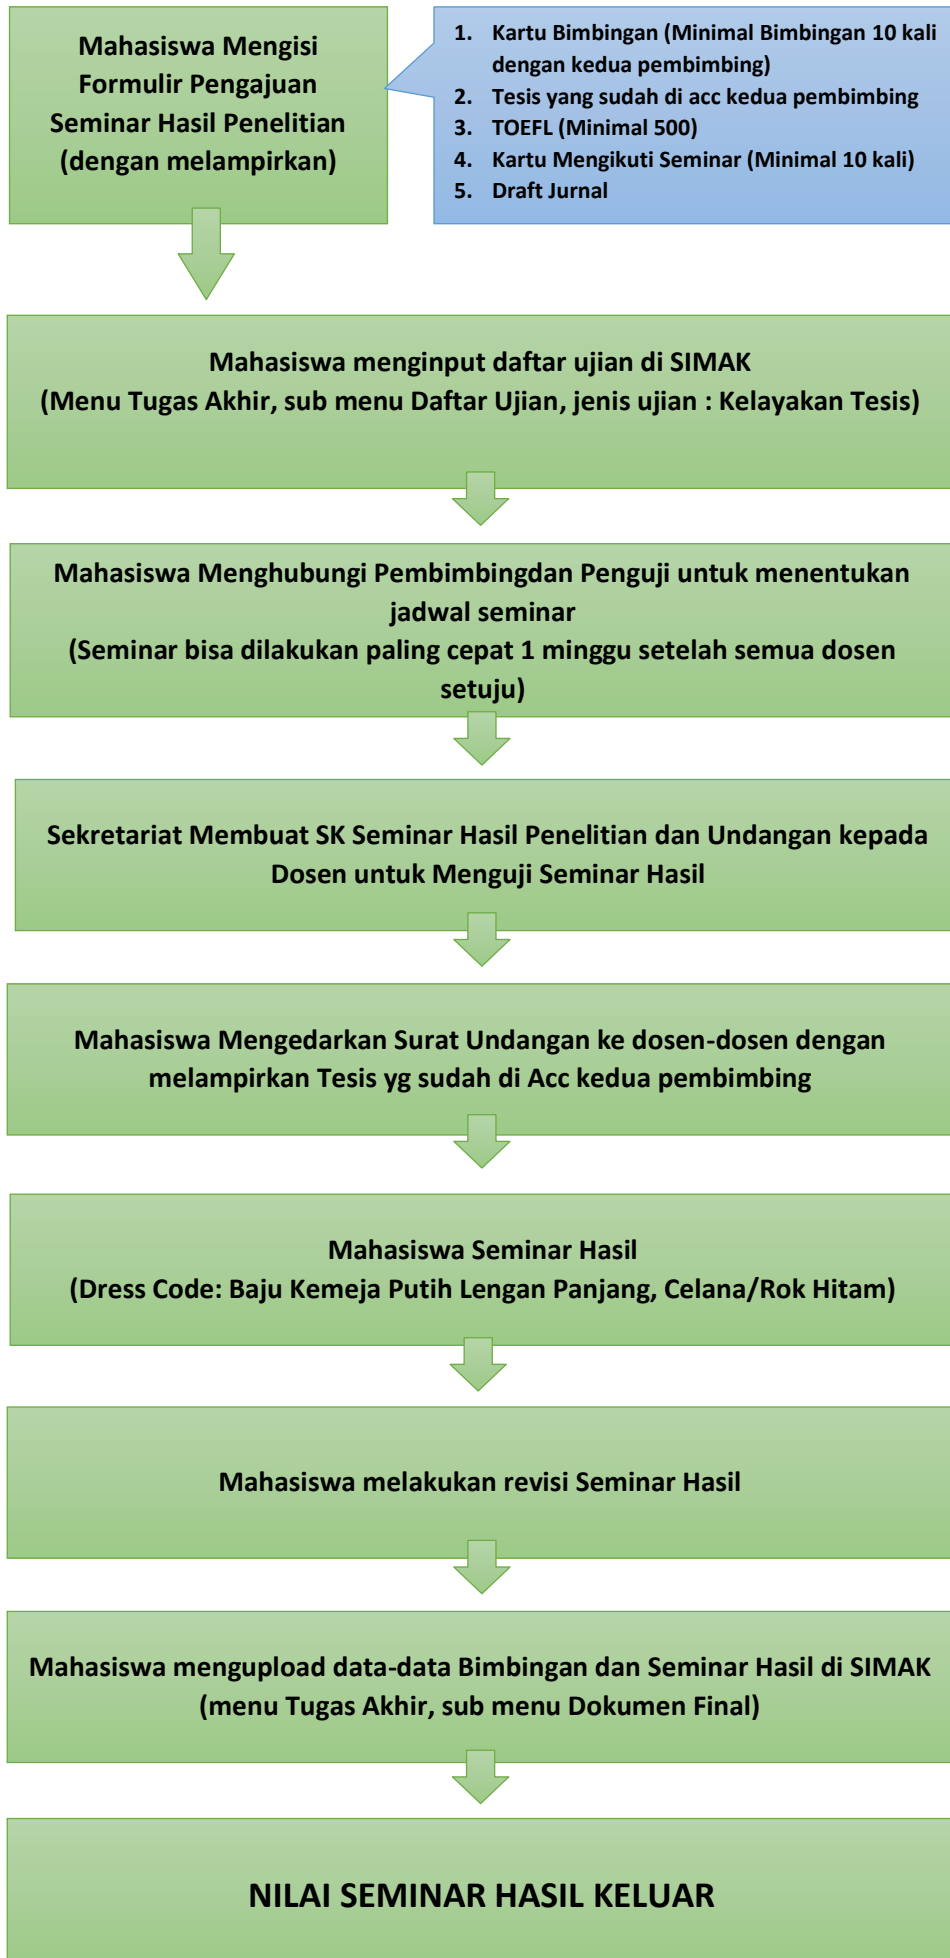 Mahasiswa Mengisi
Formulir Pengajuan
Seminar Hasil Penelitian
(dengan melampirkan)
1. Kartu Bimbingan (Minimal Bimbingan 10 kali
dengan kedua pembimbing)
2. Tesis yang sudah di acc kedua pembimbing
3. TOEFL (Minimal 500)
4. Kartu Mengikuti Seminar (Minimal 10 kali)
5. Draft Jurnal
Mahasiswa menginput daftar ujian di SIMAK
(Menu Tugas Akhir, sub menu Daftar Ujian, jenis ujian : Kelayakan Tesis)
Mahasiswa Menghubungi Pembimbingdan Penguji untuk menentukan
jadwal seminar
(Seminar bisa dilakukan paling cepat 1 minggu setelah semua dosen
setuju)
Sekretariat Membuat SK Seminar Hasil Penelitian dan Undangan kepada
Dosen untuk Menguji Seminar Hasil
Mahasiswa Mengedarkan Surat Undangan ke dosen-dosen dengan
melampirkan Tesis yg sudah di Acc kedua pembimbing
Mahasiswa Seminar Hasil
(Dress Code: Baju Kemeja Putih Lengan Panjang, Celana/Rok Hitam)
Mahasiswa melakukan revisi Seminar Hasil
Mahasiswa mengupload data-data Bimbingan dan Seminar Hasil di SIMAK
(menu Tugas Akhir, sub menu Dokumen Final)
NILAI SEMINAR HASIL KELUAR